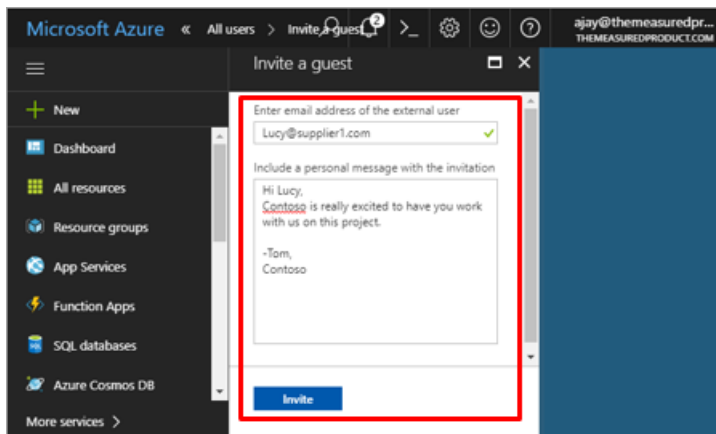 Microsoft Azure « All users > Invite a guest 2 >_ ? ajay@themeasuredpr...
THEMEASUREDPRODUCT.COM
Invite a guest
+ New
Dashboard
All resources
Resource groups
App Services
Function Apps
SQL databases
Azure Cosmos DB
More services >
Enter email address of the external user
Lucy@supplier1.com
Include a personal message with the invitation
Hi Lucy,
Contoso is really excited to have you work
with us on this project.
-Tom,
Contoso
Invite